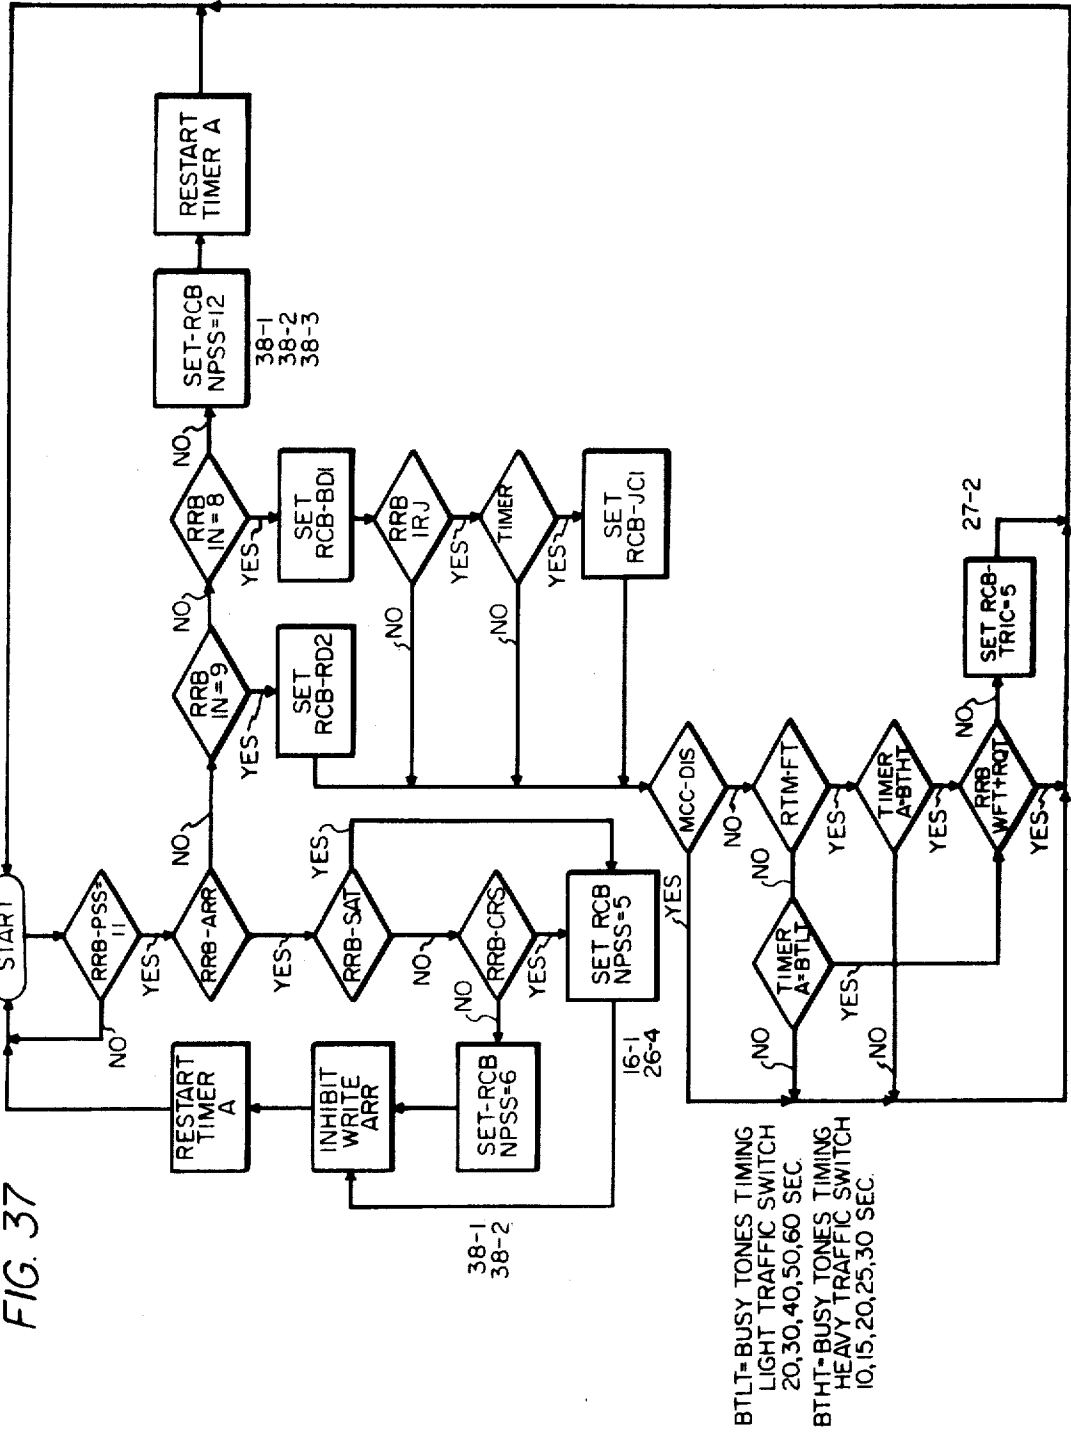 FIG. 37
START
RRB-PSS=
11
NO
YES
RRB-ARR
NO
YES
RRB
IN=9
NO
YES
RRB
IN=8
NO
YES
SET-RCB
NPSS=12
38-1
38-2
38-3
RESTART
TIMER A
SET
RCB-RD2
SET
RCB-BD1
RRB
IRJ
NO
YES
TIMER
NO
YES
SET
RCB-JC1
RRB-SAT
YES
NO
RRB-CRS
NO
YES
SET RCB
NPSS=5
16-1
26-4
SET-RCB
NPSS=6
INHIBIT
WRITE
ARR
RESTART
TIMER
A
38-1
38-2
MCC-DIS
YES
NO
RTM-FT
NO
YES
TIMER
A=BTLT
NO
YES
TIMER
A-BTHT
NO
YES
RRB
WFT+RQT
NO
YES
SET RCB-
TRIC=5
27-2
BTLT=BUSY TONES TIMING
LIGHT TRAFFIC SWITCH
20,30,40,50,60 SEC.
BTHT=BUSY TONES TIMING
HEAVY TRAFFIC SWITCH
10,15,20,25,30 SEC.